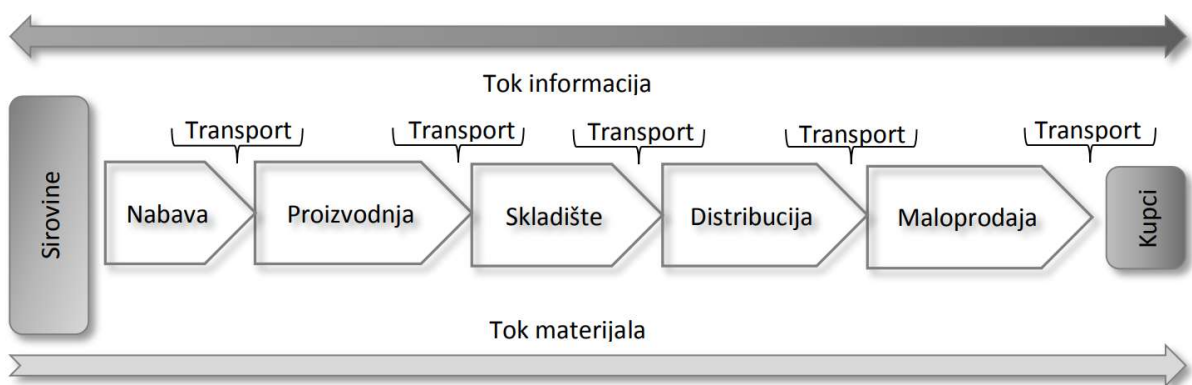 Tok informacija
Transport Transport Transport Transport Transport
Sirovine
Nabava Proizvodnja Skladište Distribucija Maloprodaja
Kupci
Tok materijala